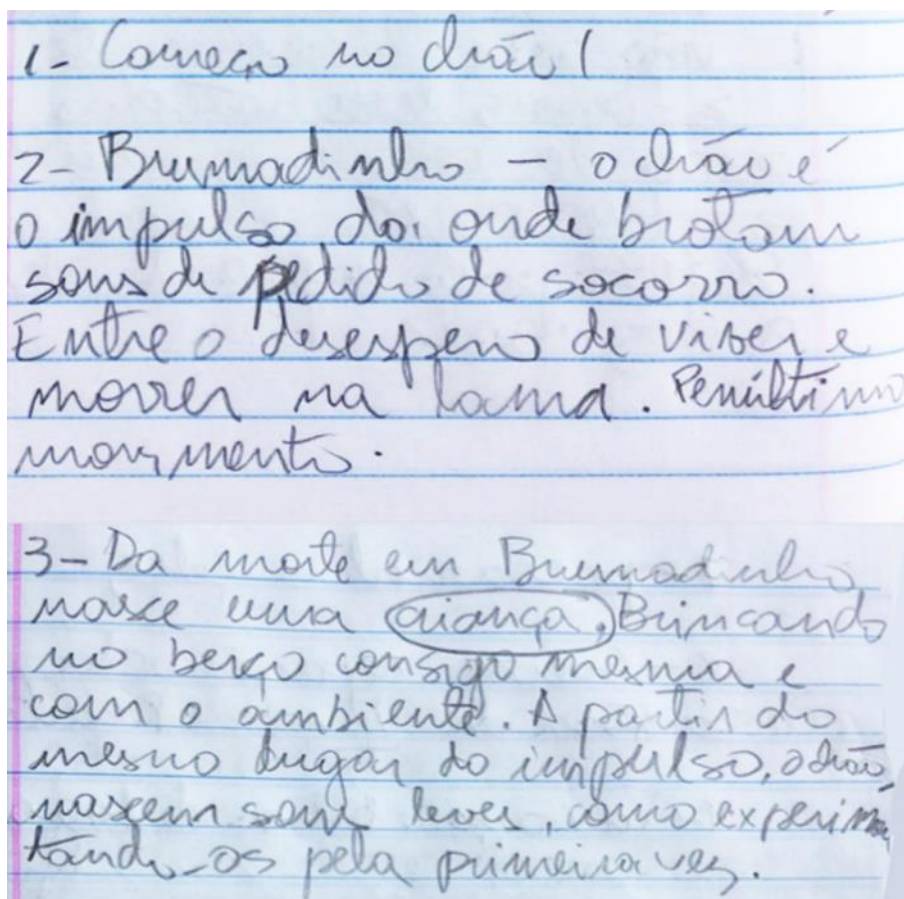 1- Começo no chão!
2- Brumadinho - o chão é
o impulso da onde brotam
sons de pedido de socorro.
Entre o desespero de viver e
morrer na lama. Penúltimo
movimento.
3- Da morte em Brumadinho
nasce uma criança. Brincando
no berço consigo mesma e
com o ambiente. A partir do
mesmo lugar do impulso, o chão
nascem sons leves, como experimen
tando-os pela primeira vez.